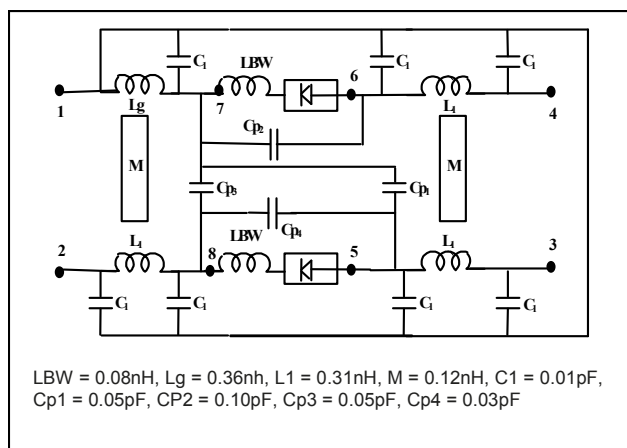 C1 LBW 6 C1 C1
1 Lg 7 L1 4
Cp2
M Cp3 Cp1 M
Cp4
2 L1 8 LBW 5 L1 3
C1 C1 C1 C1
LBW = 0.08nH, Lg = 0.36nh, L1 = 0.31nH, M = 0.12nH, C1 = 0.01pF,
Cp1 = 0.05pF, CP2 = 0.10pF, Cp3 = 0.05pF, Cp4 = 0.03pF